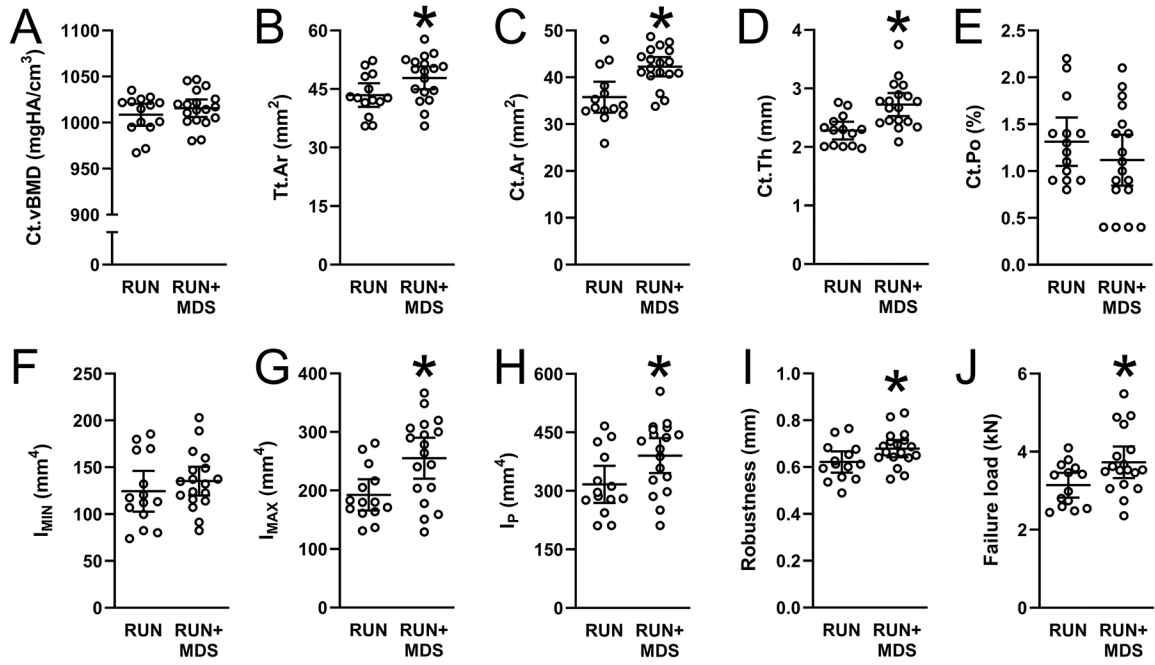 A
Ct.vBMD (mgHA/cm³)
1100
1050
1000
950
900
0
RUN
RUN+
MDS
B
*
Tt.Ar (mm²)
60
45
30
15
0
RUN
RUN+
MDS
C
*
Ct.Ar (mm²)
50
40
30
20
10
0
RUN
RUN+
MDS
D
*
Ct.Th (mm)
4
3
2
1
0
RUN
RUN+
MDS
E
Ct.Po (%)
2.5
2.0
1.5
1.0
0.5
0.0
RUN
RUN+
MDS
F
I_MIN (mm⁴)
250
200
150
100
50
0
RUN
RUN+
MDS
G
*
I_MAX (mm⁴)
400
300
200
100
0
RUN
RUN+
MDS
H
*
I_P (mm⁴)
600
450
300
150
0
RUN
RUN+
MDS
I
*
Robustness (mm)
1.0
0.8
0.6
0.4
0.2
0.0
RUN
RUN+
MDS
J
*
Failure load (kN)
6
4
2
0
RUN
RUN+
MDS